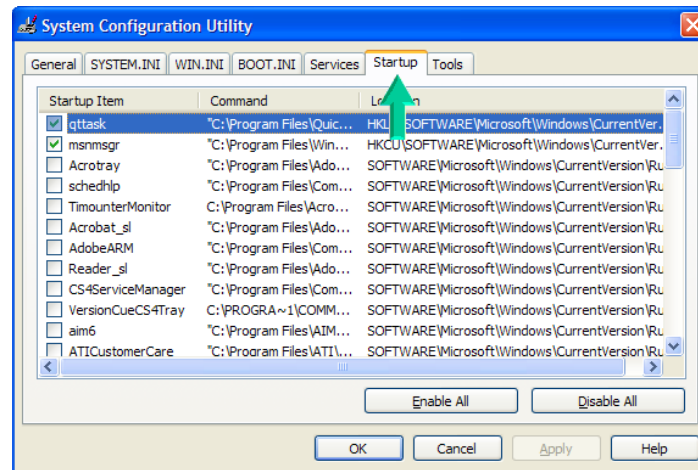 System Configuration Utility
General SYSTEM.INI WIN.INI BOOT.INI Services Startup Tools
Startup Item Command
qttask "C:\Program Files\Quic... SOFTWARE\Microsoft\Windows\CurrentVer...
msnmsgr "C:\Program Files\Win... HKCU\SOFTWARE\Microsoft\Windows\CurrentVer...
Acrotray "C:\Program Files\Ado... SOFTWARE\Microsoft\Windows\CurrentVersion\Ru
schedhlp "C:\Program Files\Com... SOFTWARE\Microsoft\Windows\CurrentVersion\Ru
TimounterMonitor C:\Program Files\Acro... SOFTWARE\Microsoft\Windows\CurrentVersion\Ru
Acrobat_sl "C:\Program Files\Ado... SOFTWARE\Microsoft\Windows\CurrentVersion\Ru
AdobeARM "C:\Program Files\Com... SOFTWARE\Microsoft\Windows\CurrentVersion\Ru
Reader_sl "C:\Program Files\Ado... SOFTWARE\Microsoft\Windows\CurrentVersion\Ru
CS4ServiceManager "C:\Program Files\Com... SOFTWARE\Microsoft\Windows\CurrentVersion\Ru
VersionCueCS4Tray C:\PROGRA~1\COMM... SOFTWARE\Microsoft\Windows\CurrentVersion\Ru
aim6 "C:\Program Files\AIM... SOFTWARE\Microsoft\Windows\CurrentVersion\Ru
ATICustomerCare "C:\Program Files\ATI\... SOFTWARE\Microsoft\Windows\CurrentVersion\Ru
Enable All Disable All
OK Cancel Apply Help